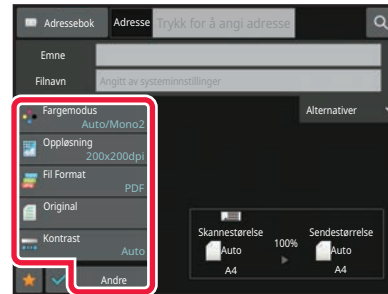 Adressebok Adresse Trykk for å angi adresse
Emne
Filnavn Angitt av systeminnstillinger
Fargemodus
Auto/Mono2
Alternativer
Oppløsning
200x200dpi
Fil Format
PDF
Original
Kontrast
Auto
Andre
Skannestørelse
Auto
A4
100%
Sendestørrelse
Auto
A4